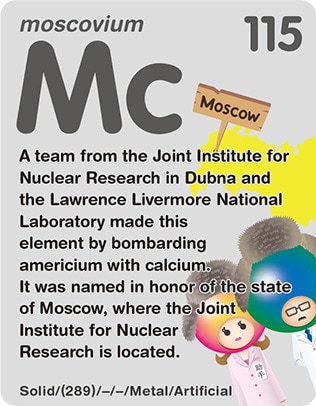 moscovium
115
Mc
Moscow
A team from the Joint Institute for
Nuclear Research in Dubna and
the Lawrence Livermore National
Laboratory made this
element by bombarding
americium with calcium.
It was named in honor of the state
of Moscow, where the Joint
Institute for Nuclear
Research is located.
助手
Solid/(289)/−/−/Metal/Artificial